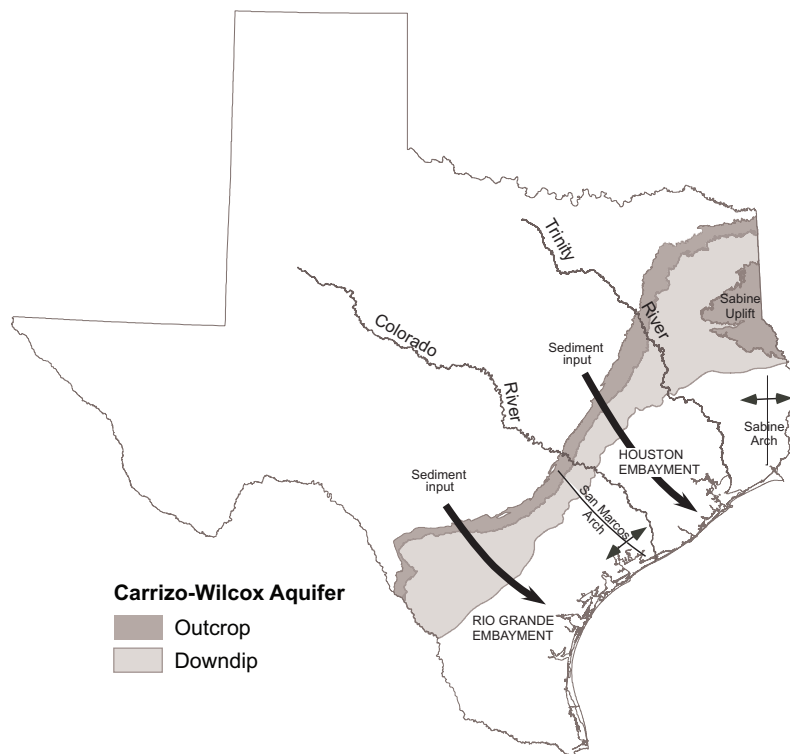 Trinity
River
Sabine
Uplift
Colorado
River
Sediment
input
Sabine
Arch
HOUSTON
EMBAYMENT
Sediment
input
San Marcos
Arch
Carrizo-Wilcox Aquifer
Outcrop
Downdip
RIO GRANDE
EMBAYMENT